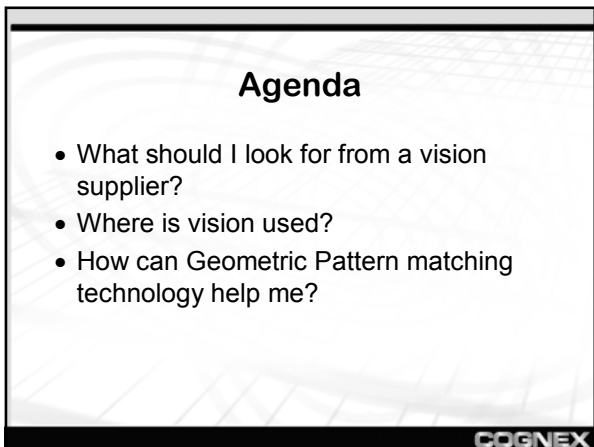 Agenda
• What should I look for from a vision
supplier?
• Where is vision used?
• How can Geometric Pattern matching
technology help me?
COGNEX